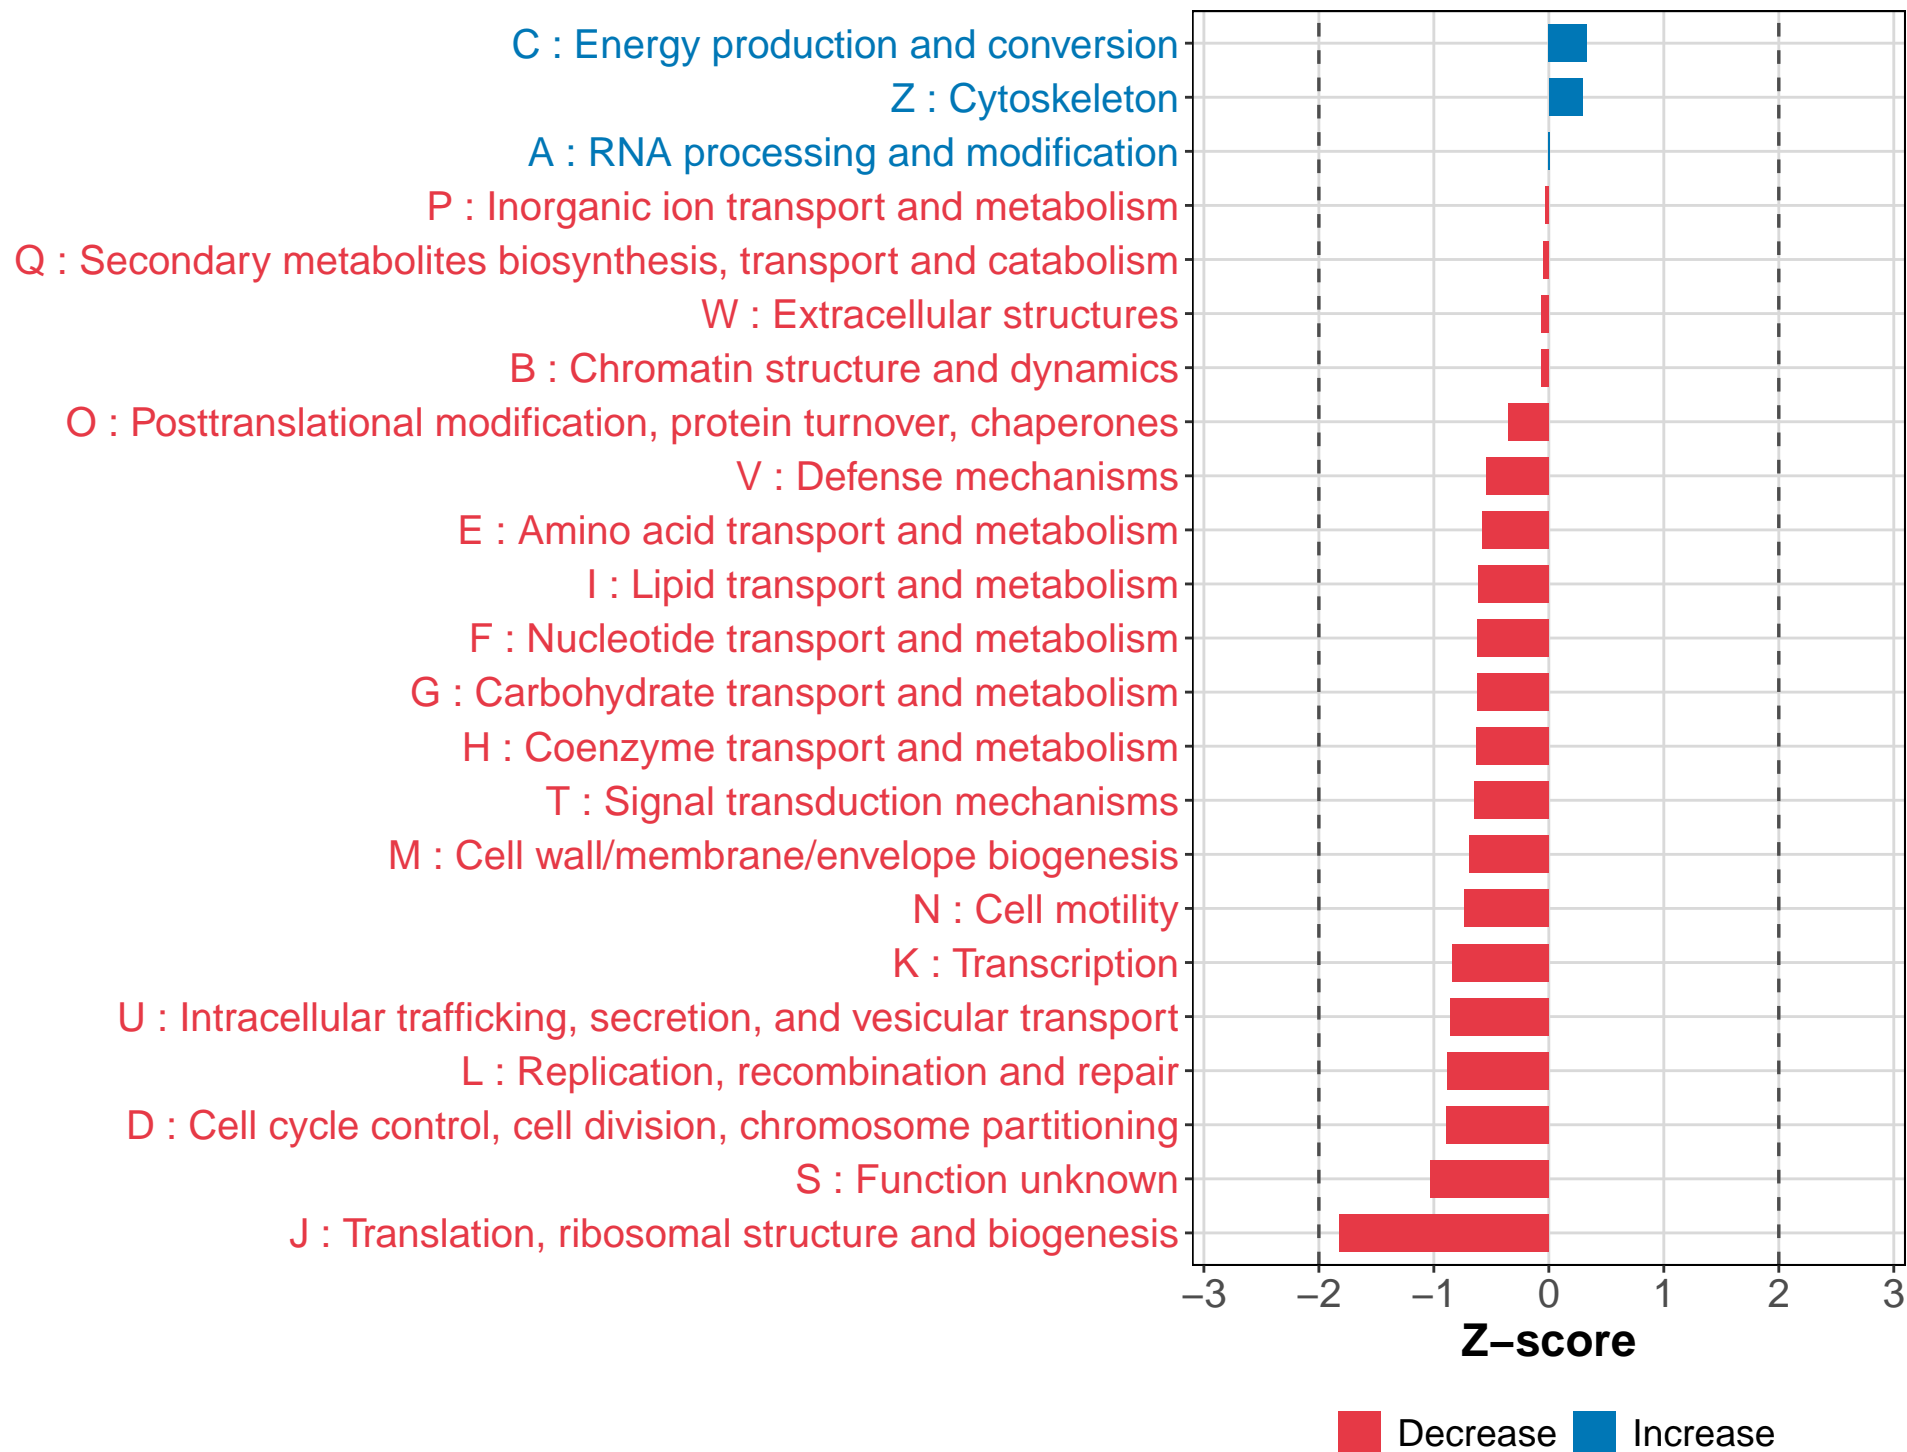 C : Energy production and conversion
Z : Cytoskeleton
A : RNA processing and modification
P : Inorganic ion transport and metabolism
Q : Secondary metabolites biosynthesis, transport and catabolism
W : Extracellular structures
B : Chromatin structure and dynamics
O : Posttranslational modification, protein turnover, chaperones
V : Defense mechanisms
E : Amino acid transport and metabolism
I : Lipid transport and metabolism
F : Nucleotide transport and metabolism
G : Carbohydrate transport and metabolism
H : Coenzyme transport and metabolism
T : Signal transduction mechanisms
M : Cell wall/membrane/envelope biogenesis
N : Cell motility
K : Transcription
U : Intracellular trafficking, secretion, and vesicular transport
L : Replication, recombination and repair
D : Cell cycle control, cell division, chromosome partitioning
S : Function unknown
J : Translation, ribosomal structure and biogenesis
−3 −2 −1 0 1 2 3
Z−score
Decrease Increase